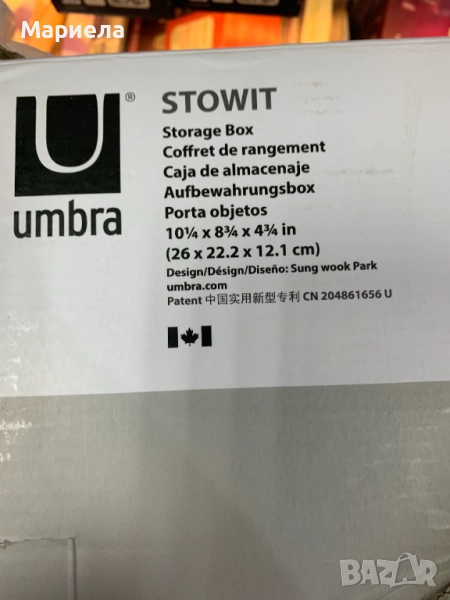 Мариела
U®
umbra
STOWIT
Storage Box
Coffret de rangement
Caja de almacenaje
Aufbewahrungsbox
Porta objetos
10¼ x 8¾ x 4¾ in
(26 x 22.2 x 12.1 cm)
Design/Désign/Diseño: Sung wook Park
umbra.com
Patent 中国实用新型专利 CN 204861656 U
BAZAR